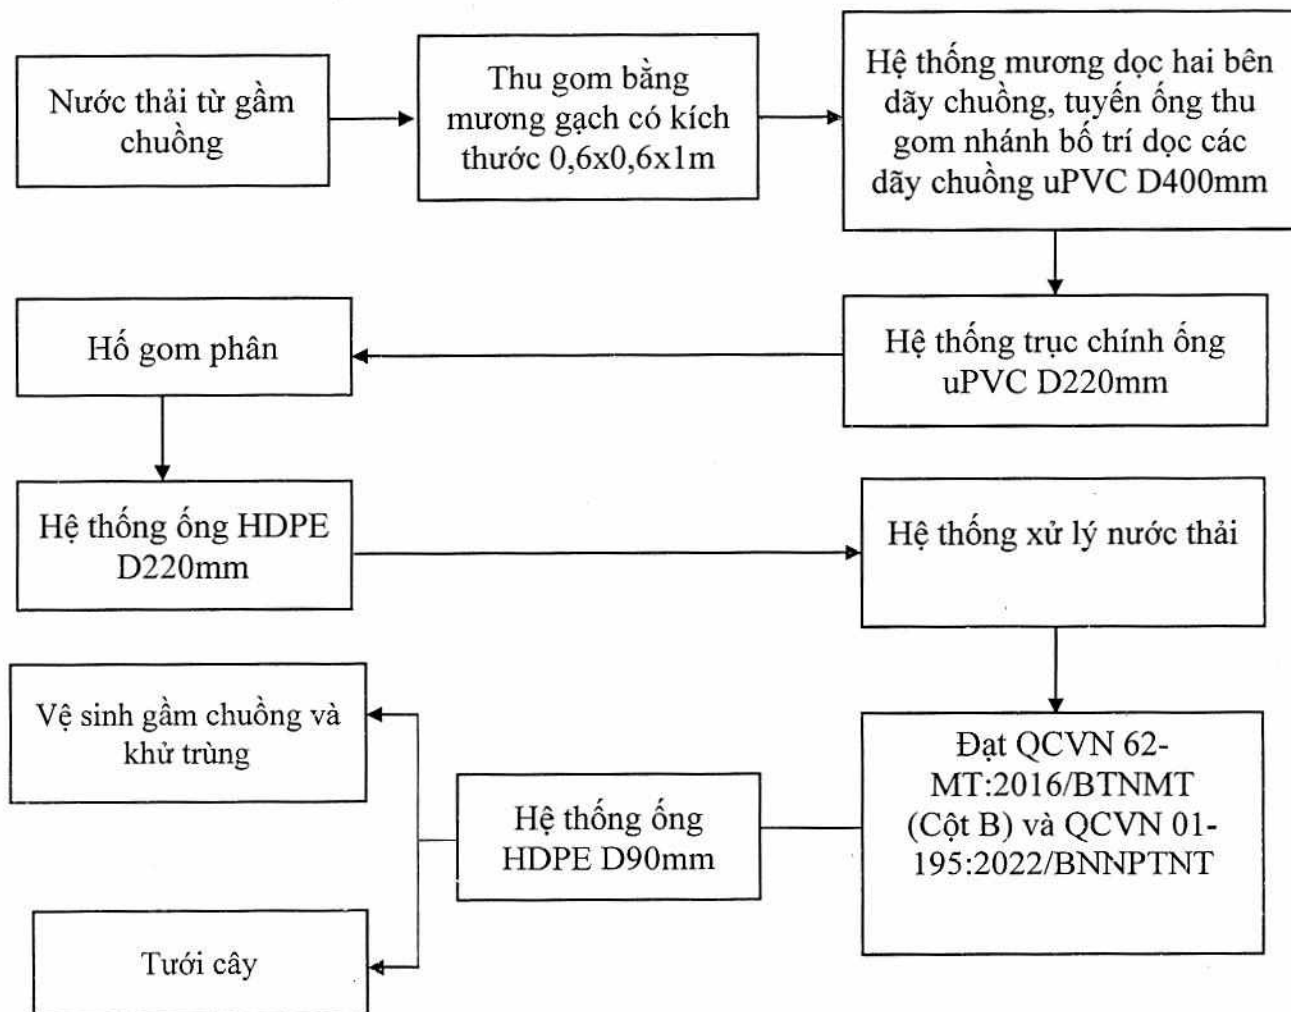 Nước thải từ gầm
chuồng
Thu gom bằng
mương gạch có kích
thước 0,6x0,6x1m
Hệ thống mương dọc hai bên
dãy chuồng, tuyến ống thu
gom nhánh bố trí dọc các
dãy chuồng uPVC D400mm
Hệ thống trục chính ống
uPVC D220mm
Hố gom phân
Hệ thống ống HDPE
D220mm
Hệ thống xử lý nước thải
Đạt QCVN 62-
MT:2016/BTNMT
(Cột B) và QCVN 01-
195:2022/BNNPTNT
Hệ thống ống
HDPE D90mm
Vệ sinh gầm chuồng và
khử trùng
Tưới cây